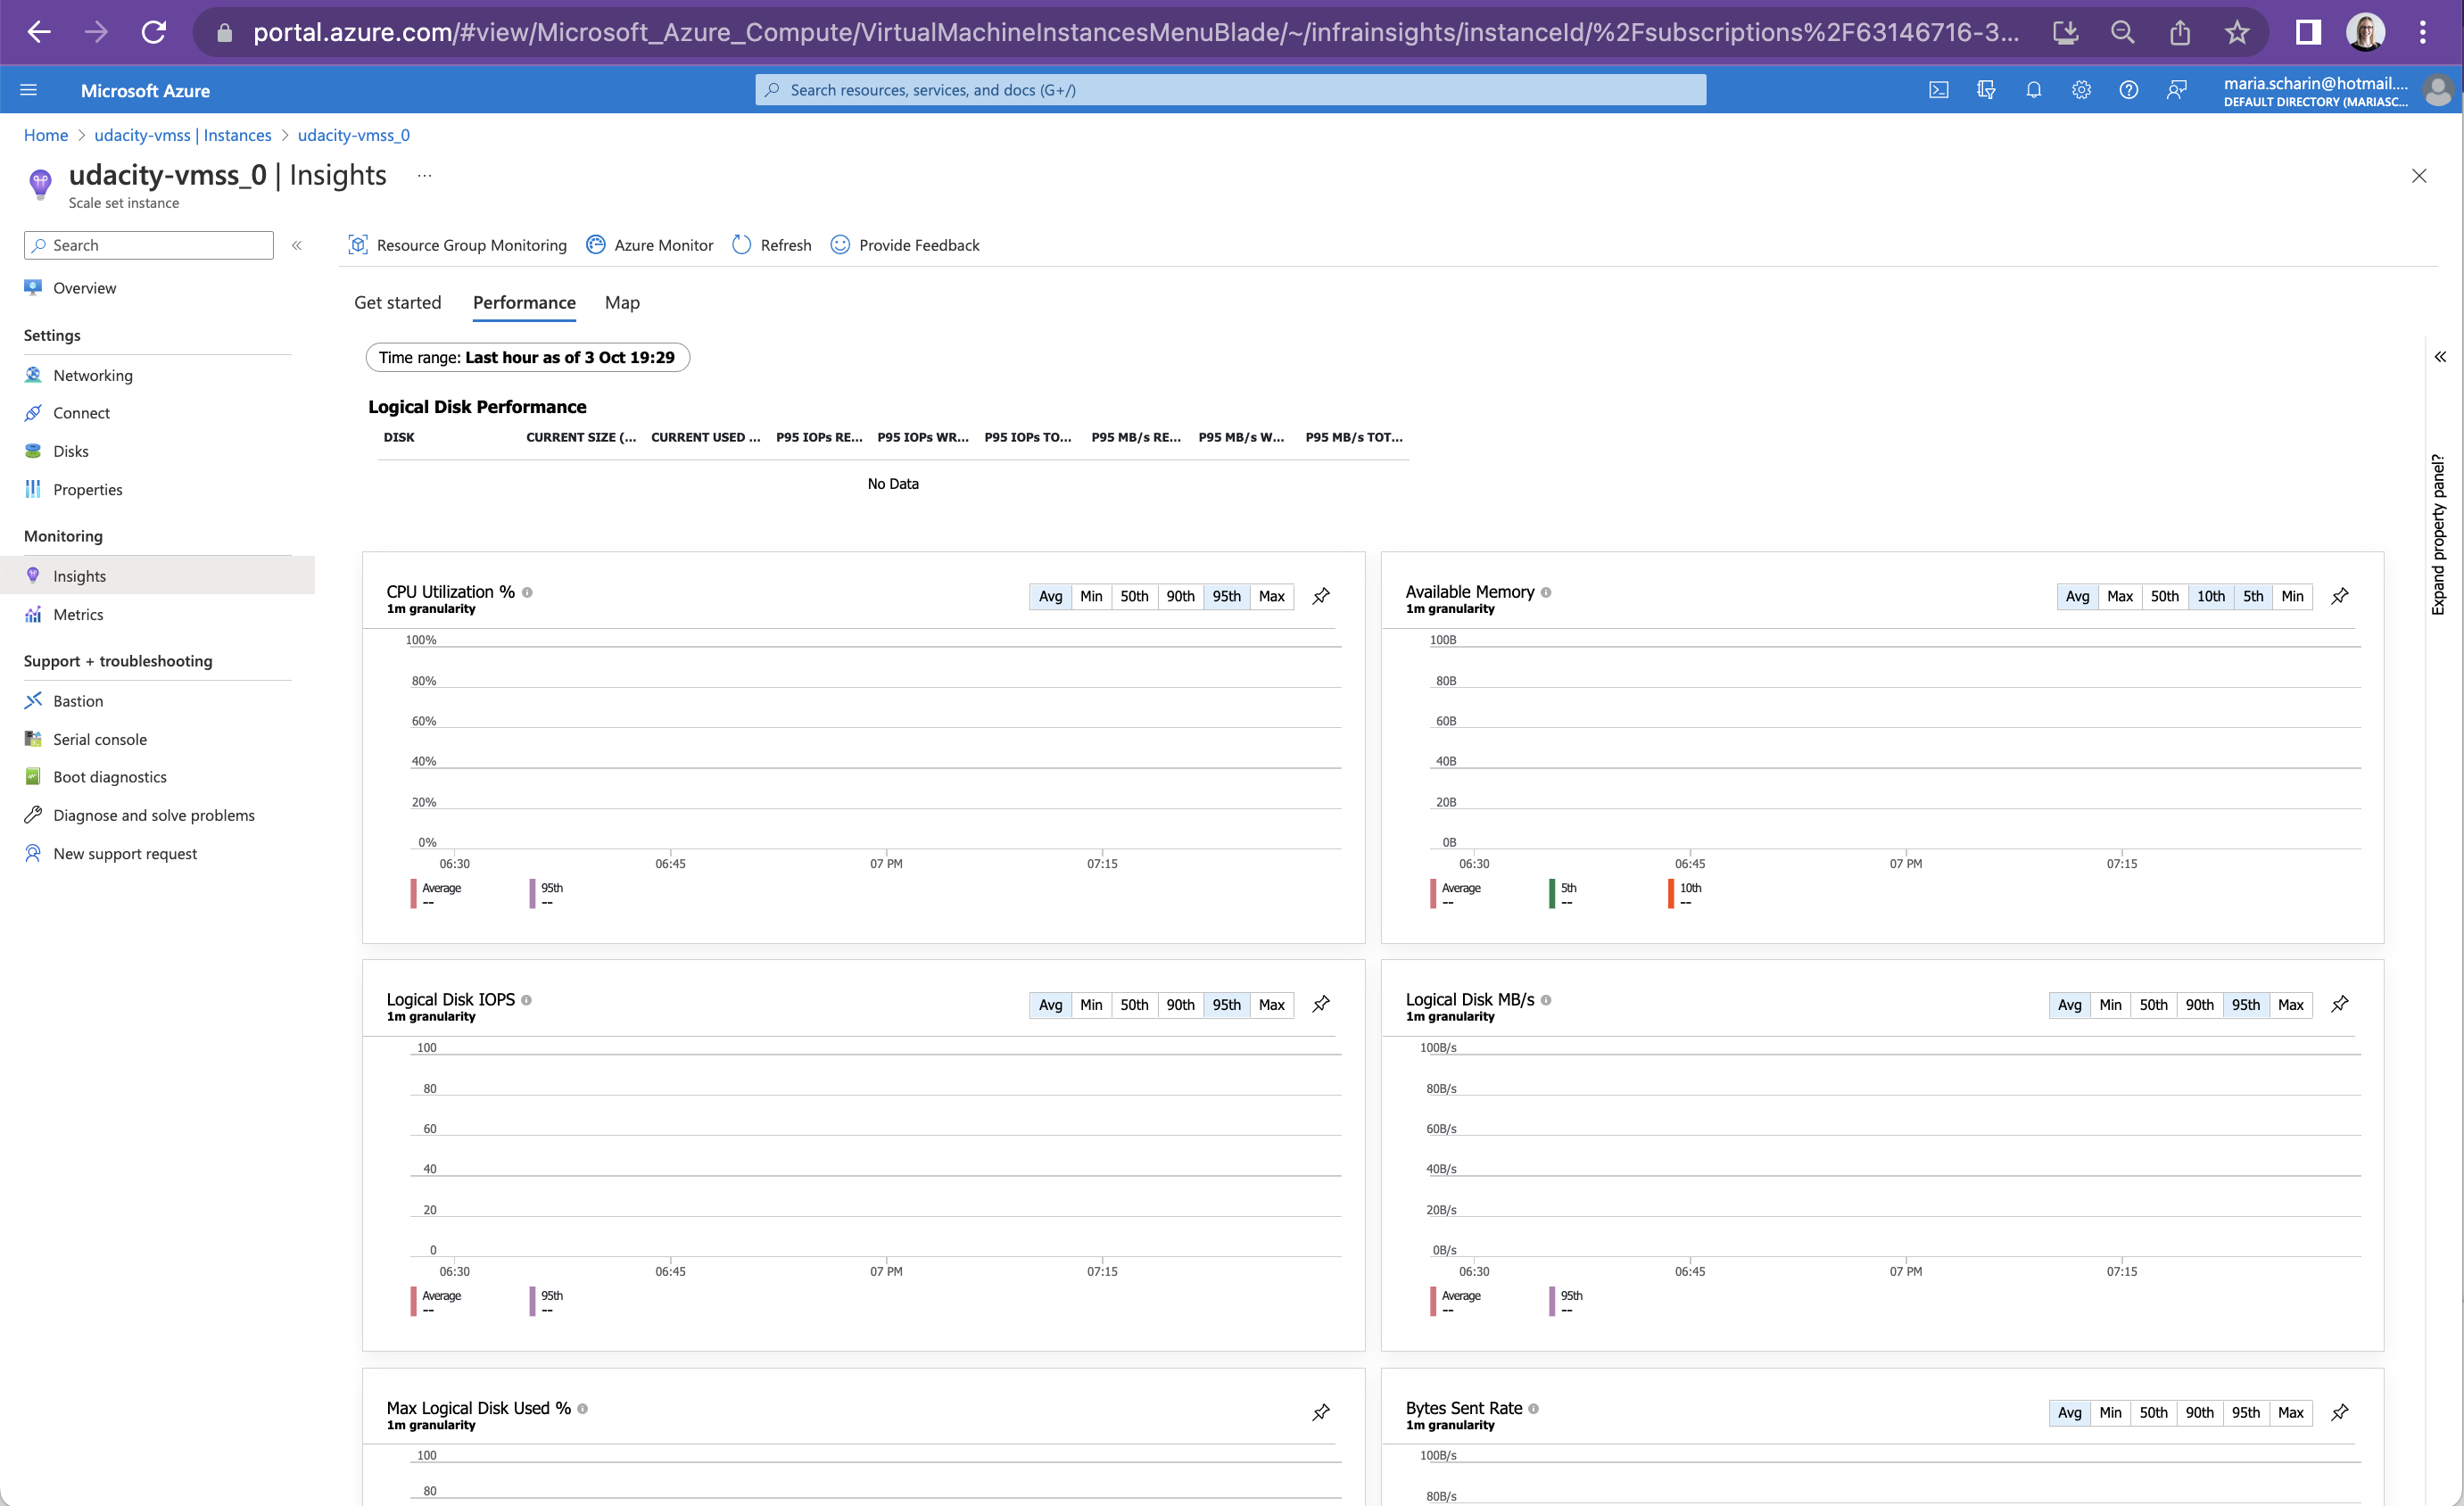 portal.azure.com/#view/Microsoft_Azure_Compute/VirtualMachineInstancesMenuBlade/~/infrainsights/instanceId/%2Fsubscriptions%2F63146716-3...
Microsoft Azure
Search resources, services, and docs (G+/)
maria.scharin@hotmail....
DEFAULT DIRECTORY (MARIASC...
Home > udacity-vmss | Instances > udacity-vmss_0
udacity-vmss_0 | Insights ...
Scale set instance
Search
Overview
Settings
Networking
Connect
Disks
Properties
Monitoring
Insights
Metrics
Support + troubleshooting
Bastion
Serial console
Boot diagnostics
Diagnose and solve problems
New support request
Resource Group Monitoring Azure Monitor Refresh Provide Feedback
Get started Performance Map
Time range: Last hour as of 3 Oct 19:29
Expand property panel?
Logical Disk Performance
DISK CURRENT SIZE (... CURRENT USED ... P95 IOPs RE... P95 IOPs WR... P95 IOPs TO... P95 MB/s RE... P95 MB/s W... P95 MB/s TOT...
No Data
CPU Utilization %
1m granularity
Avg Min 50th 90th 95th Max
100%
80%
60%
40%
20%
0%
06:30 06:45 07 PM 07:15
Average 95th
-- --
Available Memory
1m granularity
Avg Max 50th 10th 5th Min
100B
80B
60B
40B
20B
0B
06:30 06:45 07 PM 07:15
Average 5th 10th
-- -- --
Logical Disk IOPS
1m granularity
Avg Min 50th 90th 95th Max
100
80
60
40
20
0
06:30 06:45 07 PM 07:15
Average 95th
-- --
Logical Disk MB/s
1m granularity
Avg Min 50th 90th 95th Max
100B/s
80B/s
60B/s
40B/s
20B/s
0B/s
06:30 06:45 07 PM 07:15
Average 95th
-- --
Max Logical Disk Used %
1m granularity
100
80
Bytes Sent Rate
1m granularity
Avg Min 50th 90th 95th Max
100B/s
80B/s